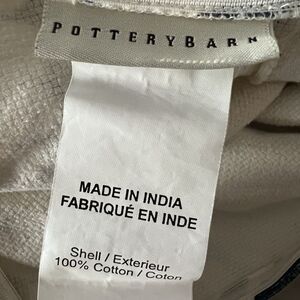 POTTERYBARN
MADE IN INDIA
FABRIQUÉ EN INDE
Shell / Exterieur
100% Cotton / Coton